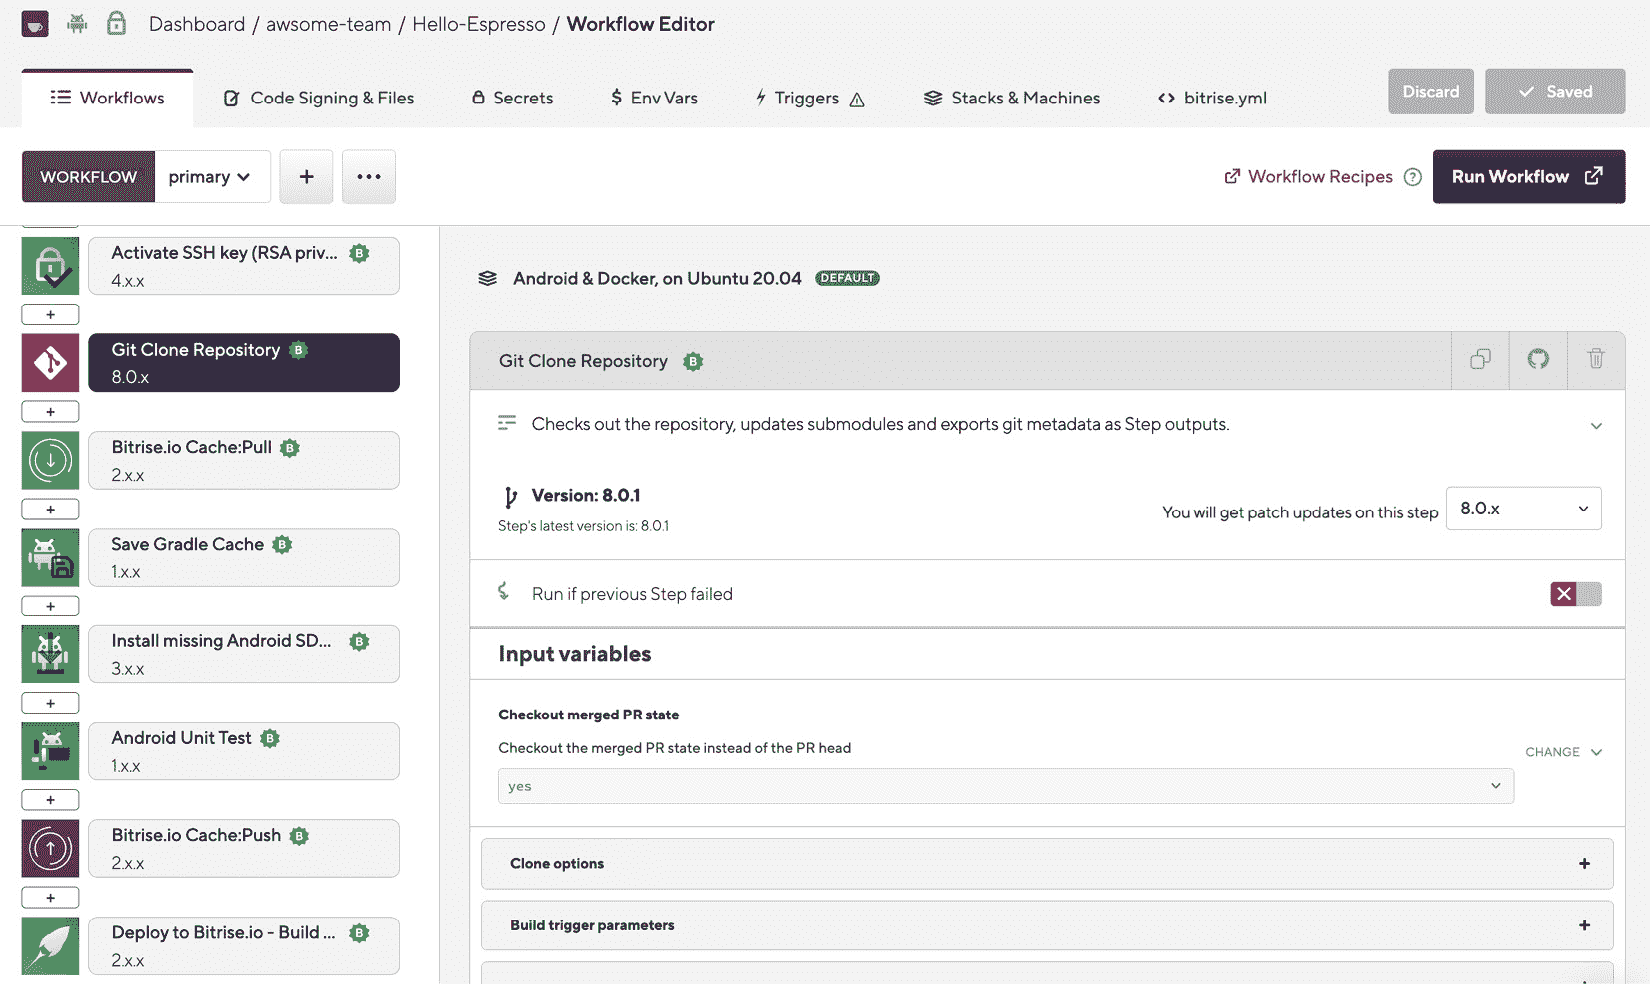 Dashboard / awsome-team / Hello-Espresso / Workflow Editor
Workflows Code Signing & Files Secrets $ Env Vars Triggers Stacks & Machines <> bitrise.yml Discard Saved
WORKFLOW primary + ... Workflow Recipes ? Run Workflow
Activate SSH key (RSA priv... B
4.x.x
+
Git Clone Repository B
8.0.x
+
Bitrise.io Cache:Pull B
2.x.x
+
Save Gradle Cache B
1.x.x
+
Install missing Android SD... B
3.x.x
+
Android Unit Test B
1.x.x
+
Bitrise.io Cache:Push B
2.x.x
+
Deploy to Bitrise.io - Build ... B
2.x.x
Android & Docker, on Ubuntu 20.04 DEFAULT
Git Clone Repository B
Checks out the repository, updates submodules and exports git metadata as Step outputs.
Version: 8.0.1
Step's latest version is: 8.0.1
You will get patch updates on this step 8.0.x
Run if previous Step failed
Input variables
Checkout merged PR state
Checkout the merged PR state instead of the PR head
CHANGE
yes
Clone options +
Build trigger parameters +